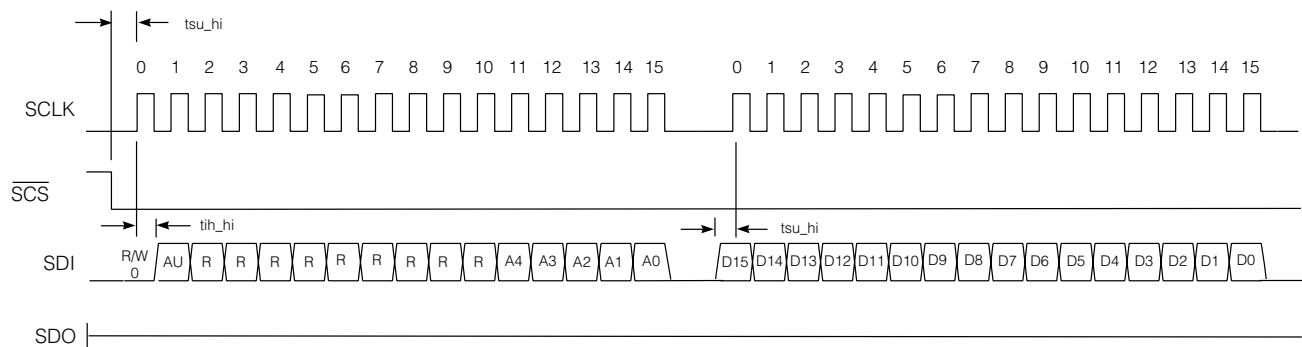 tsu_hi
0 1 2 3 4 5 6 7 8 9 10 11 12 13 14 15 0 1 2 3 4 5 6 7 8 9 10 11 12 13 14 15
SCLK
SCS
tih_hi
tsu_hi
SDI R/W 0 AU R R R R R R R R R A4 A3 A2 A1 A0 D15 D14 D13 D12 D11 D10 D9 D8 D7 D6 D5 D4 D3 D2 D1 D0
SDO